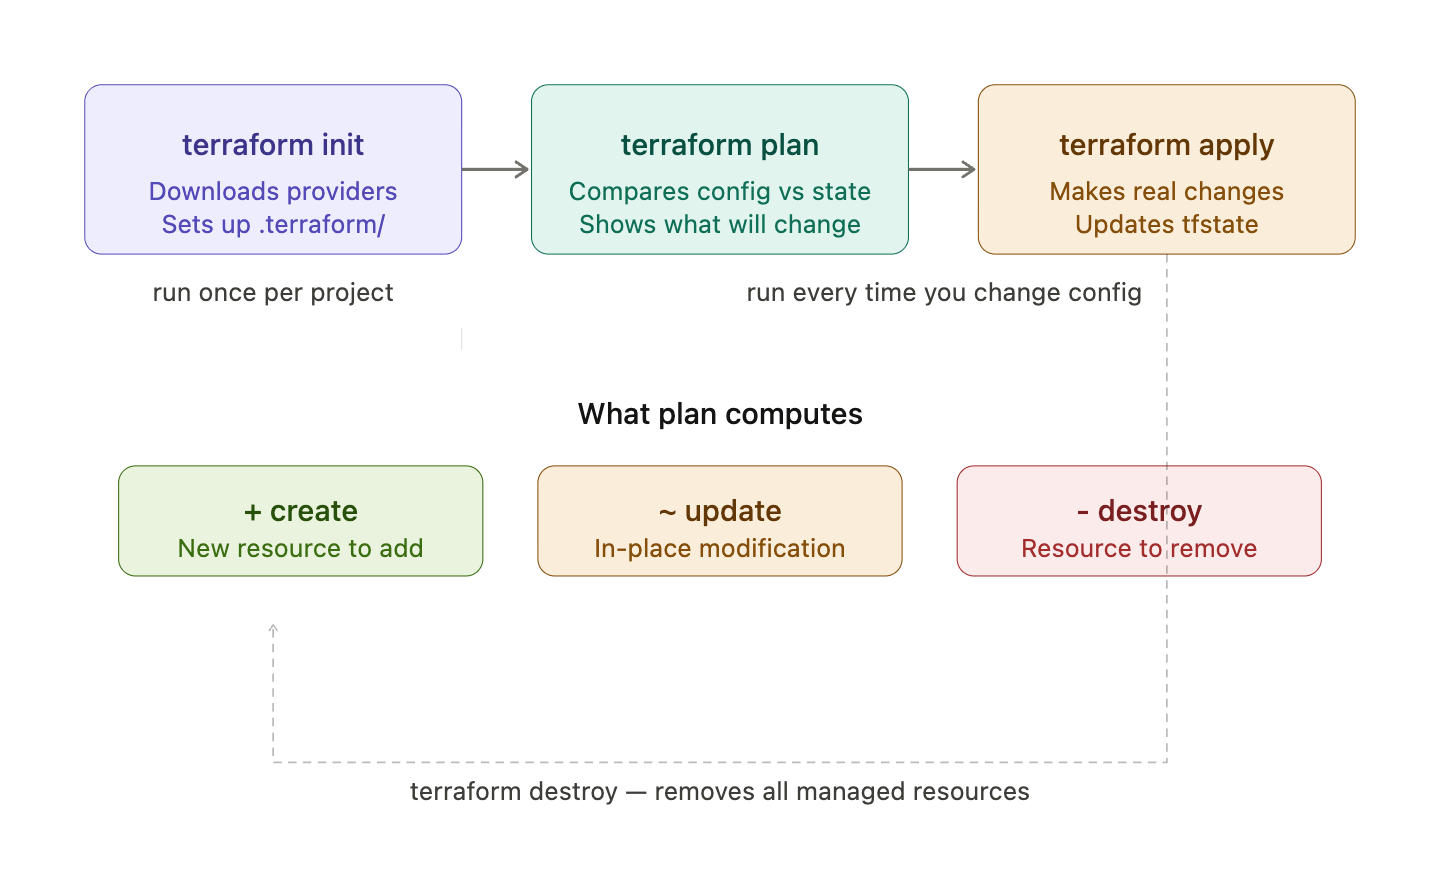 terraform init
Downloads providers
Sets up .terraform/
terraform plan
Compares config vs state
Shows what will change
terraform apply
Makes real changes
Updates tfstate
run once per project
run every time you change config
What plan computes
+ create
New resource to add
~ update
In-place modification
- destroy
Resource to remove
terraform destroy — removes all managed resources